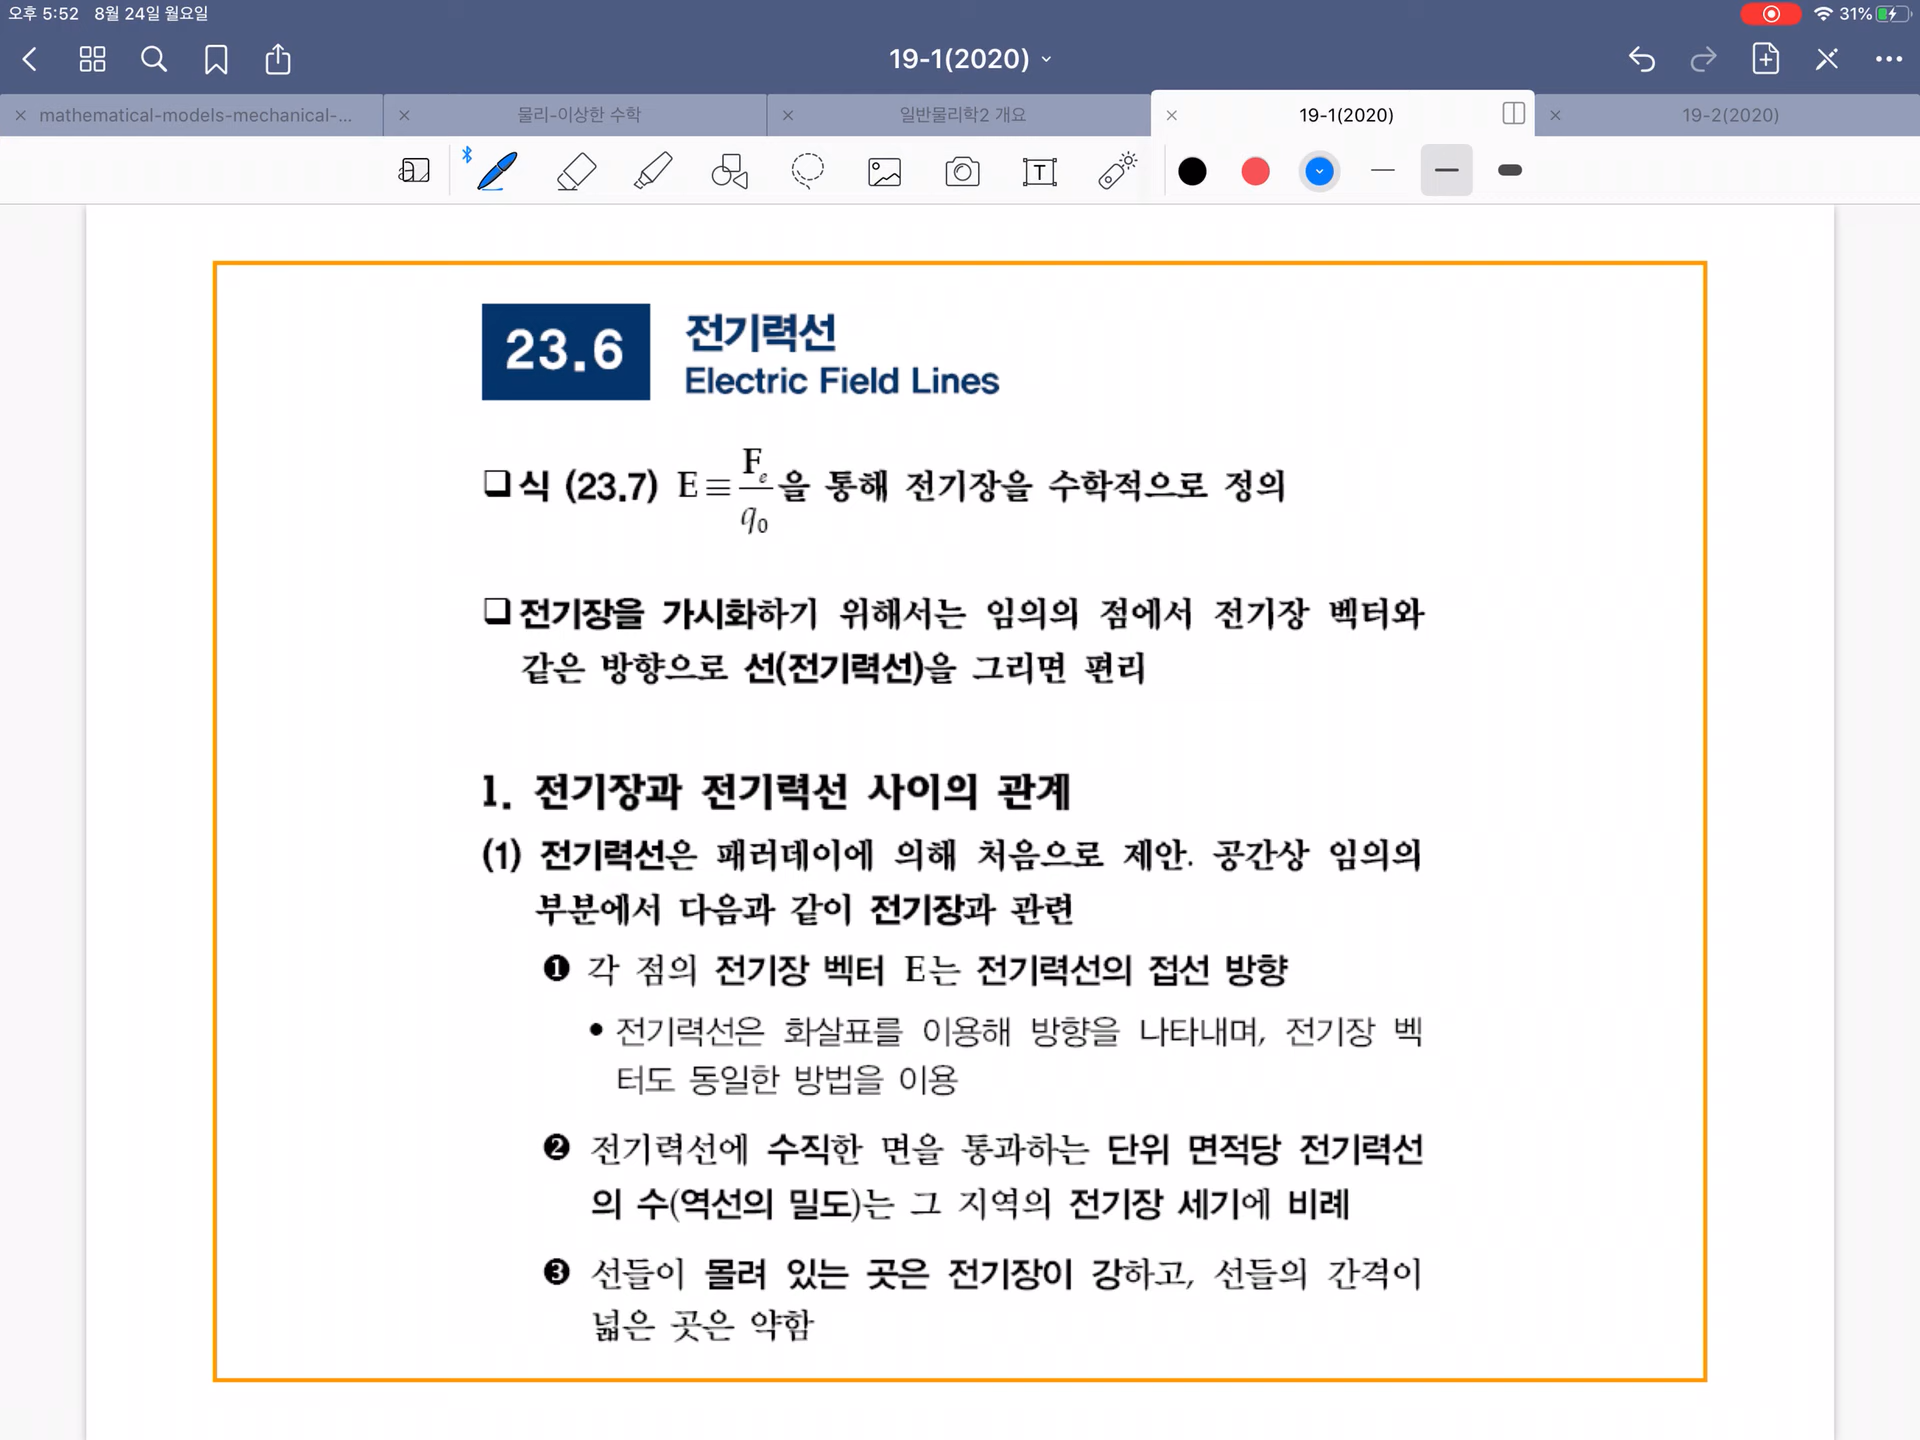 오후 5:52 8월 24일 월요일
31%
19-1(2020)
mathematical-models-mechanical-...
물리-이상한 수학
일반물리학2 개요
19-1(2020)
19-2(2020)
23.6 전기력선
Electric Field Lines
❑식 (23.7) E≡F_e/q_0을 통해 전기장을 수학적으로 정의
❑전기장을 가시화하기 위해서는 임의의 점에서 전기장 벡터와
같은 방향으로 선(전기력선)을 그리면 편리
1. 전기장과 전기력선 사이의 관계
(1) 전기력선은 패러데이에 의해 처음으로 제안. 공간상 임의의
부분에서 다음과 같이 전기장과 관련
❶ 각 점의 전기장 벡터 E는 전기력선의 접선 방향
• 전기력선은 화살표를 이용해 방향을 나타내며, 전기장 벡
터도 동일한 방법을 이용
❷ 전기력선에 수직한 면을 통과하는 단위 면적당 전기력선
의 수(역선의 밀도)는 그 지역의 전기장 세기에 비례
❸ 선들이 몰려 있는 곳은 전기장이 강하고, 선들의 간격이
넓은 곳은 약함